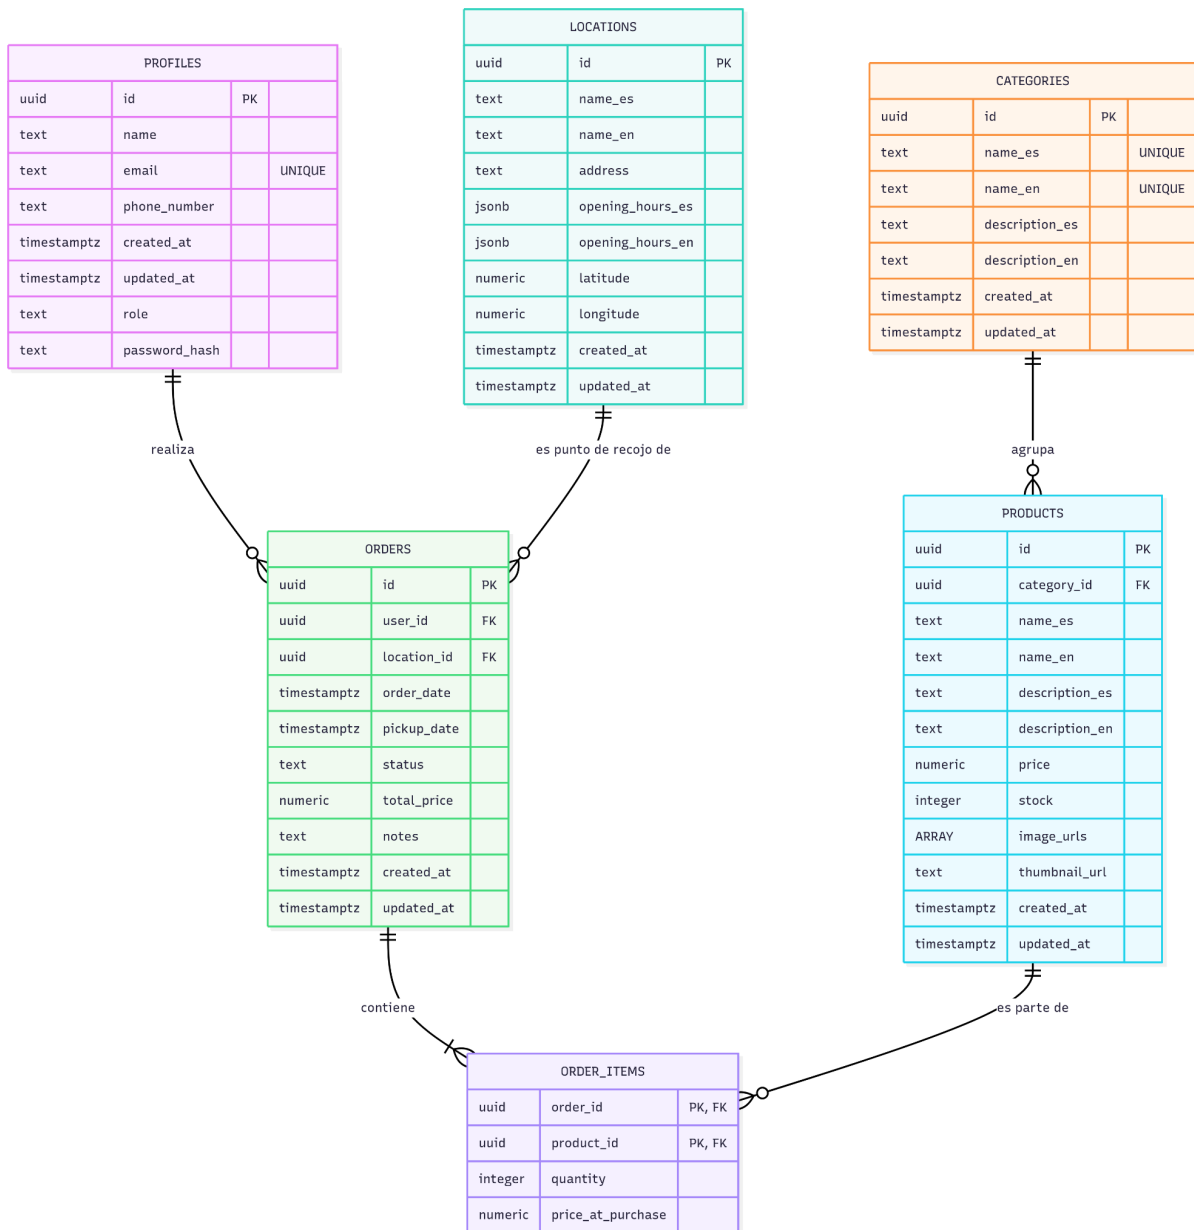 LOCATIONS
uuid id PK
text name_es
text name_en
text address
jsonb opening_hours_es
jsonb opening_hours_en
numeric latitude
numeric longitude
timestamptz created_at
timestamptz updated_at
PROFILES
uuid id PK
text name
text email UNIQUE
text phone_number
timestamptz created_at
timestamptz updated_at
text role
text password_hash
CATEGORIES
uuid id PK
text name_es UNIQUE
text name_en UNIQUE
text description_es
text description_en
timestamptz created_at
timestamptz updated_at
realiza
es punto de recojo de
agrupa
ORDERS
uuid id PK
uuid user_id FK
uuid location_id FK
timestamptz order_date
timestamptz pickup_date
text status
numeric total_price
text notes
timestamptz created_at
timestamptz updated_at
PRODUCTS
uuid id PK
uuid category_id FK
text name_es
text name_en
text description_es
text description_en
numeric price
integer stock
ARRAY image_urls
text thumbnail_url
timestamptz created_at
timestamptz updated_at
contiene
es parte de
ORDER_ITEMS
uuid order_id PK, FK
uuid product_id PK, FK
integer quantity
numeric price_at_purchase